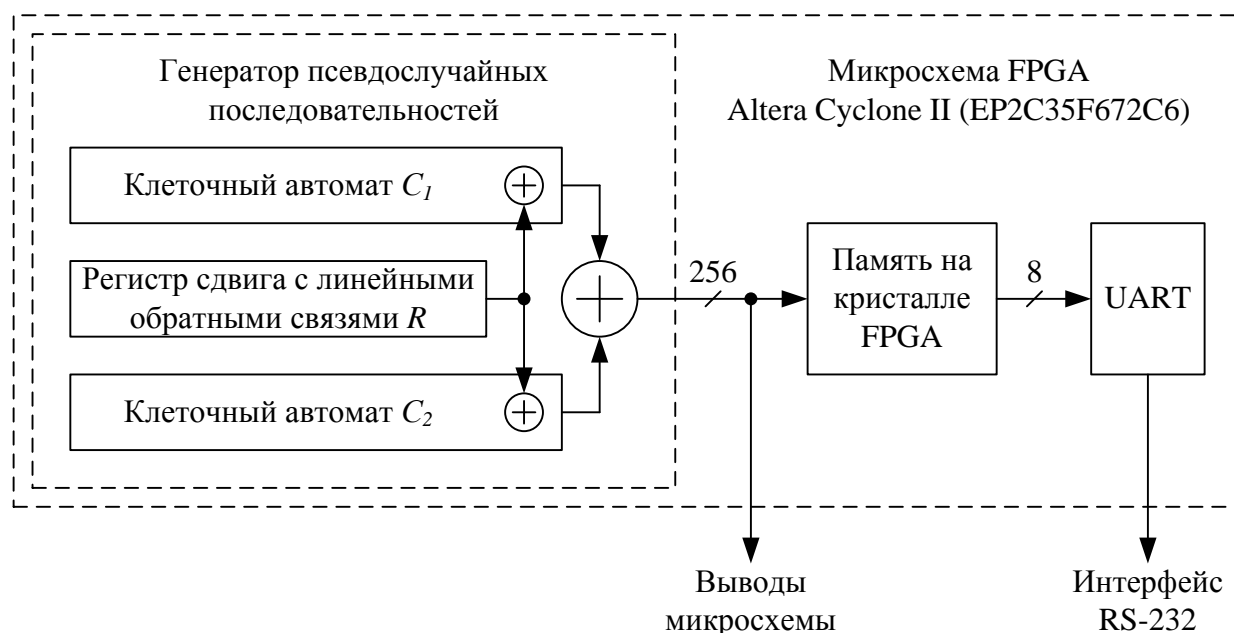 Генератор псевдослучайных
последовательностей
Микросхема FPGA
Altera Cyclone II (EP2C35F672C6)
Клеточный автомат C1
Регистр сдвига с линейными
обратными связями R
Клеточный автомат C2
256
Память на
кристалле
FPGA
8
UART
Выводы
микросхемы
Интерфейс
RS-232